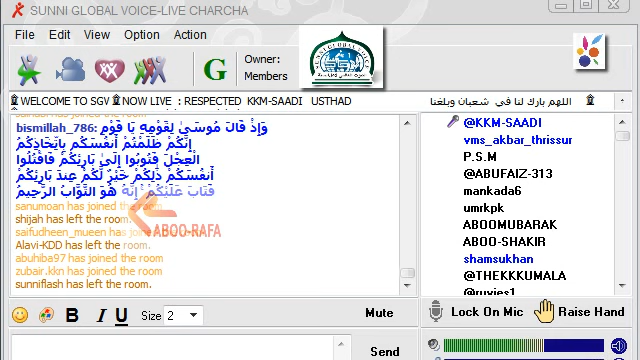 SUNNI GLOBAL VOICE-LIVE CHARCHA
File Edit View Option Action
G
Owner:
Members
WELCOME TO SGV NOW LIVE : RESPECTED KKM-SAADI USTHAD اللهم بارك لنا في شعبان وبلغنا
bismillah_786: وَإِذْ قَالَ مُوسَىٰ لِقَوْمِهِ يَا قَوْمِ
إِنَّكُمْ ظَلَمْتُمْ أَنفُسَكُم بِاتِّخَاذِكُمُ
الْعِجْلَ فَتُوبُوا إِلَىٰ بَارِئِكُمْ فَاقْتُلُوا
أَنفُسَكُمْ ذَٰلِكُمْ خَيْرٌ لَّكُمْ عِندَ بَارِئِكُمْ
فَتَابَ عَلَيْكُمْ إِنَّهُ هُوَ التَّوَّابُ الرَّحِيمُ
sanumoan has joined the room.
shijah has left the room.
saifudheen_mueen has joined the room
Alavi-KDD has left the room.
abuhiba97 has joined the room
zubair.kkn has joined the room
sunniflash has left the room.
ABOO-RAFA
@KKM-SAADI
vms_akbar_thrissur
P.S.M
@ABUFAIZ-313
mankada6
umrkpk
ABOOMUBARAK
ABOO-SHAKIR
shamsukhan
@THEKKKUMALA
@ruvies1
B I U Size 2 Mute
Lock On Mic Raise Hand
Send